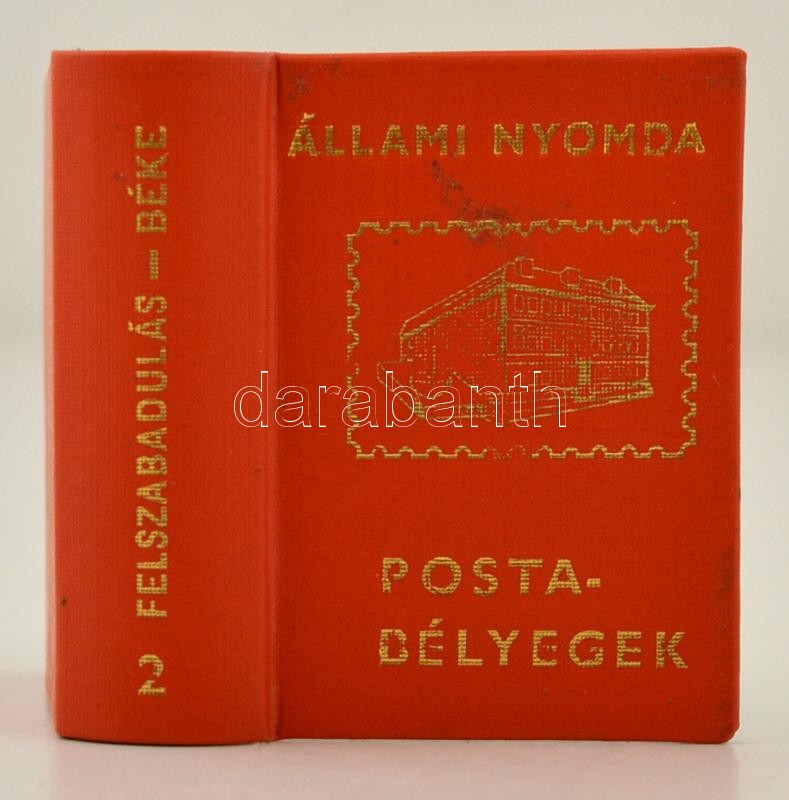 2 FELSZABADULÁS – BÉKE
ÁLLAMI NYOMDA
darabanth
POSTA-
BÉLYEGEK